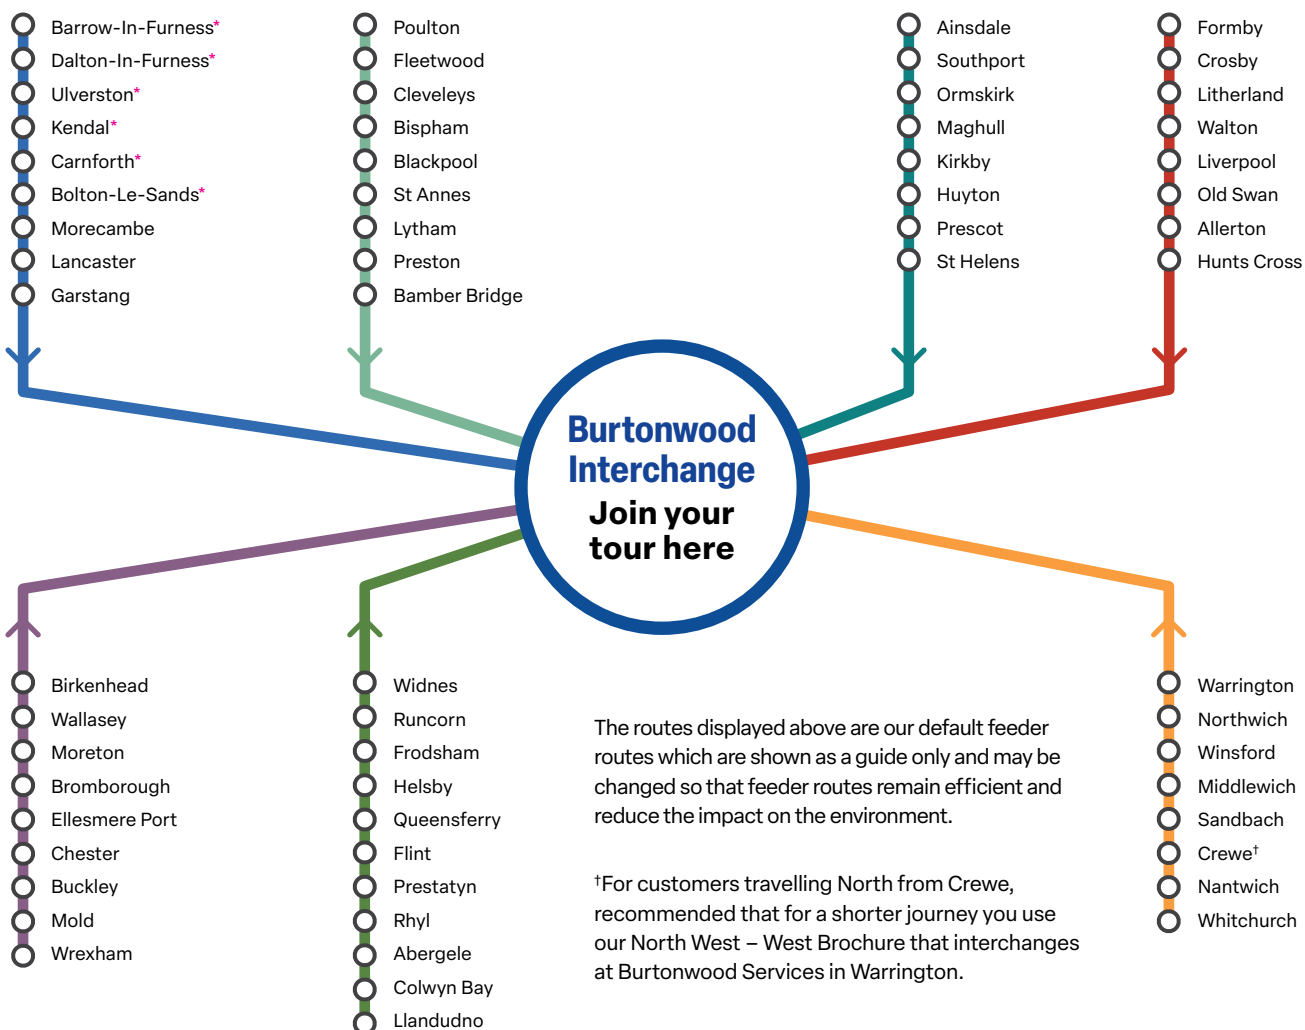 Barrow-In-Furness*
Dalton-In-Furness*
Ulverston*
Kendal*
Carnforth*
Bolton-Le-Sands*
Morecambe
Lancaster
Garstang
Poulton
Fleetwood
Cleveleys
Bispham
Blackpool
St Annes
Lytham
Preston
Bamber Bridge
Ainsdale
Southport
Ormskirk
Maghull
Kirkby
Huyton
Prescot
St Helens
Formby
Crosby
Litherland
Walton
Liverpool
Old Swan
Allerton
Hunts Cross
Burtonwood
Interchange
Join your
tour here
Birkenhead
Wallasey
Moreton
Bromborough
Ellesmere Port
Chester
Buckley
Mold
Wrexham
Widnes
Runcorn
Frodsham
Helsby
Queensferry
Flint
Prestatyn
Rhyl
Abergele
Colwyn Bay
Llandudno
The routes displayed above are our default feeder
routes which are shown as a guide only and may be
changed so that feeder routes remain efficient and
reduce the impact on the environment.
†For customers travelling North from Crewe,
recommended that for a shorter journey you use
our North West – West Brochure that interchanges
at Burtonwood Services in Warrington.
Warrington
Northwich
Winsford
Middlewich
Sandbach
Crewe†
Nantwich
Whitchurch